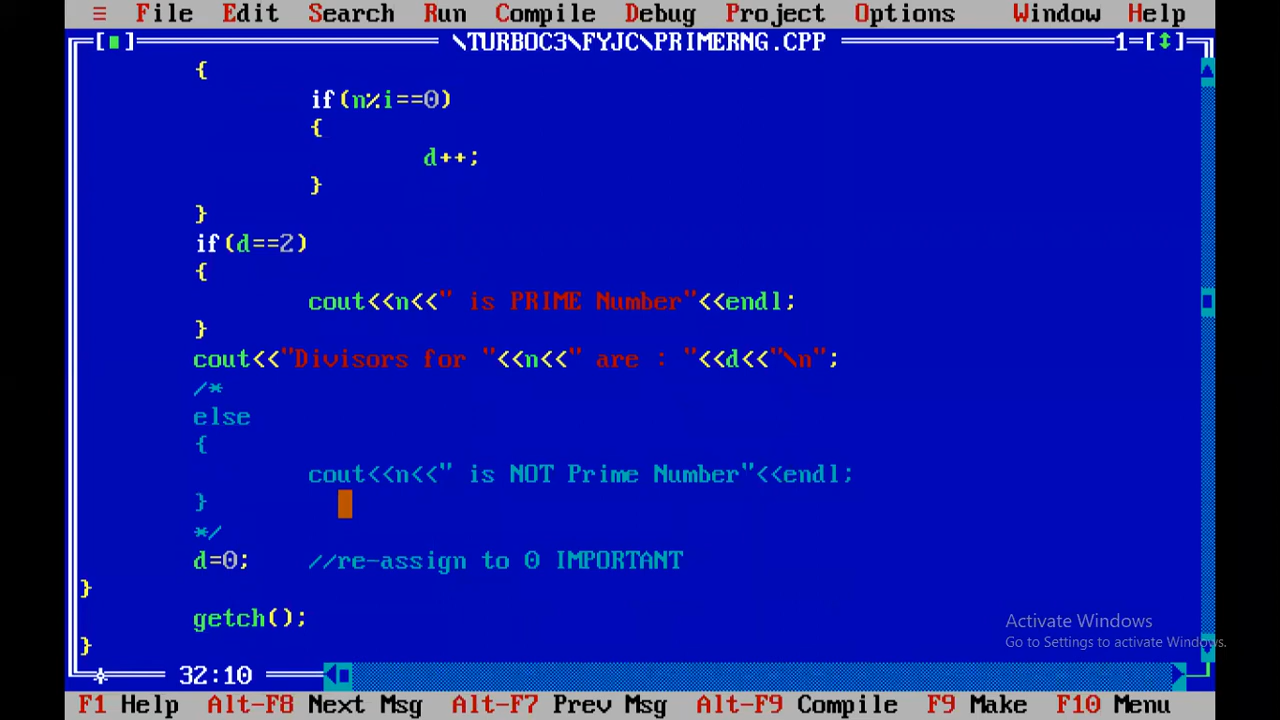 ≡ File Edit Search Run Compile Debug Project Options Window Help
[■] \TURBOC3\FYJC\PRIMERNG.CPP 1=[↕]
{
if(n%i==0)
{
d++;
}
}
if(d==2)
{
cout<<n<<" is PRIME Number"<<endl;
}
cout<<"Divisors for "<<n<<" are : "<<d<<"\n";
/*
else
{
cout<<n<<" is NOT Prime Number"<<endl;
}
*/
d=0; //re-assign to 0 IMPORTANT
}
getch();
}
Activate Windows
Go to Settings to activate Windows.
32:10
F1 Help Alt-F8 Next Msg Alt-F7 Prev Msg Alt-F9 Compile F9 Make F10 Menu